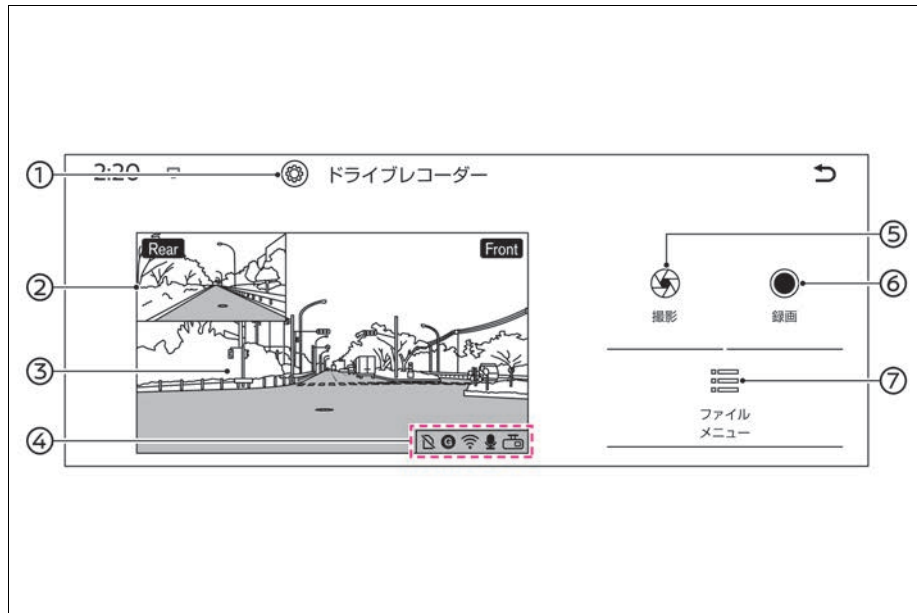 ① 2:20 ドライブレコーダー
Rear
Front
⑤
② 
⑥
撮影
録画
③
⑦
ファイル
メニュー
④
G